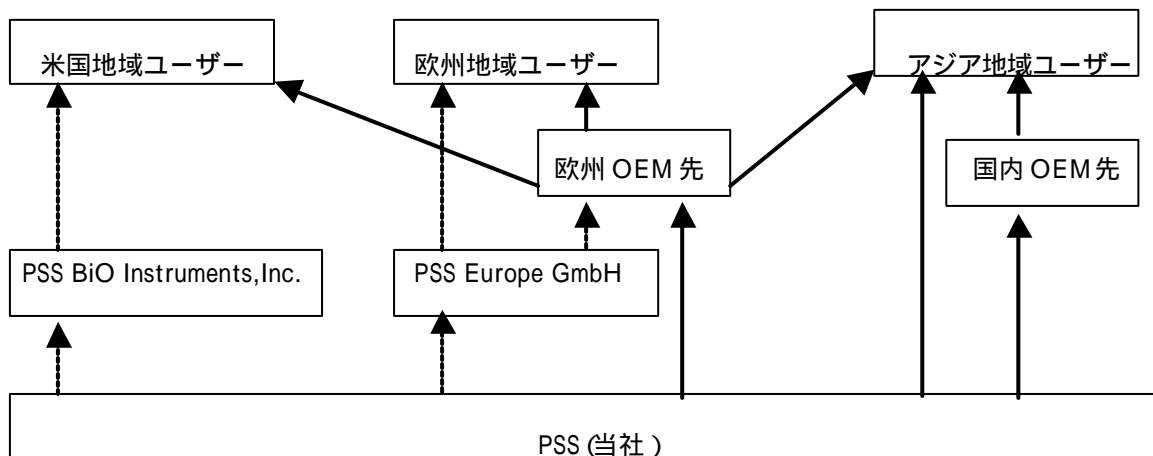 米国地域ユーザー
欧州地域ユーザー
アジア地域ユーザー
欧州 OEM 先
国内 OEM 先
PSS BiO Instruments,Inc.
PSS Europe GmbH
PSS (当社)